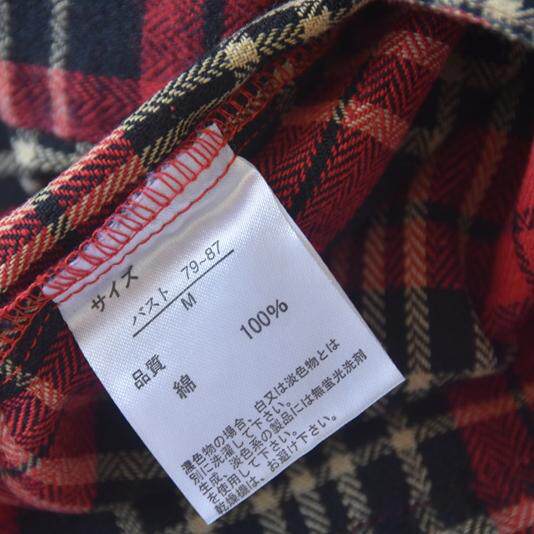 サイズ
バスト 79~87
M
品質
綿 100%
濃色物の場合、白又は淡色物とは
別に洗濯して下さい。
生成、淡色系の製品には無蛍光洗剤
を使用して下さい。
乾燥機は、お避け下さい。